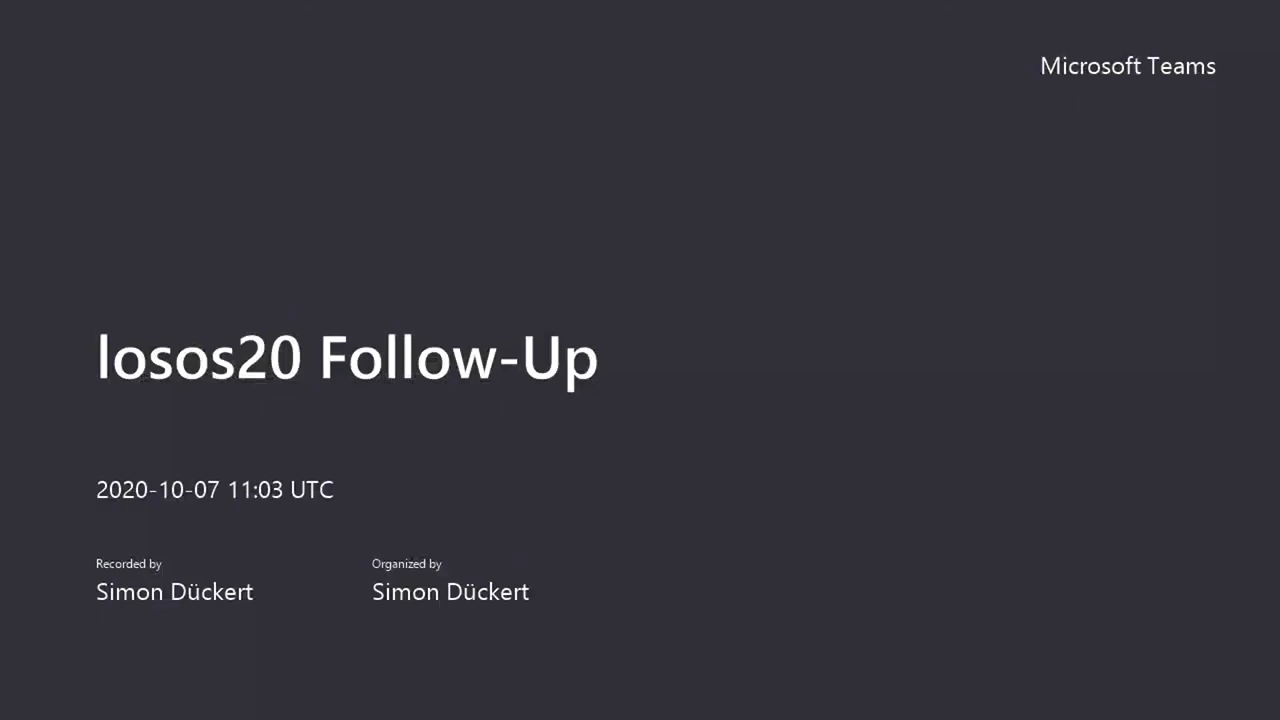 Microsoft Teams
losos20 Follow-Up
2020-10-07 11:03 UTC
Recorded by
Simon Dückert
Organized by
Simon Dückert